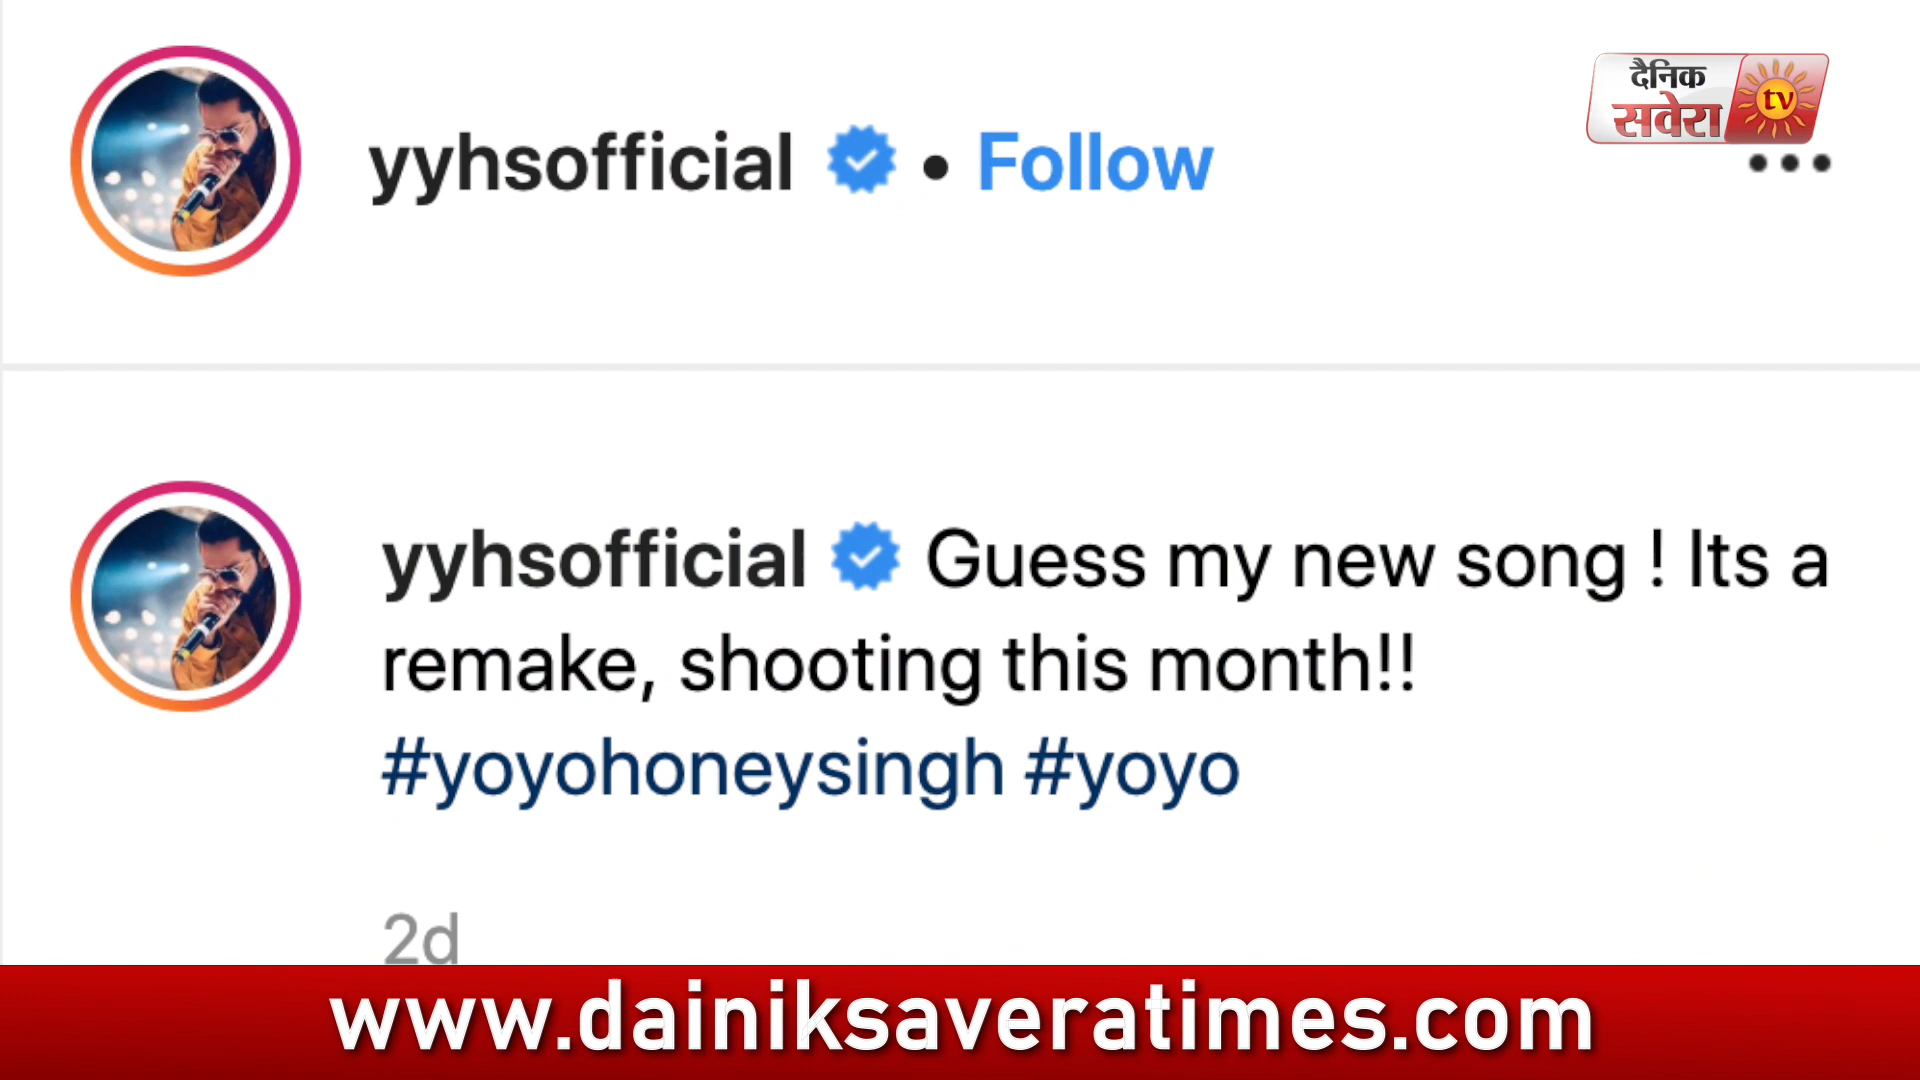 yyhsofficial • Follow
दैनिक
सवेरा tv
yyhsofficial Guess my new song ! Its a
remake, shooting this month!!
#yoyohoneysingh #yoyo
2d
www.dainiksaveratimes.com